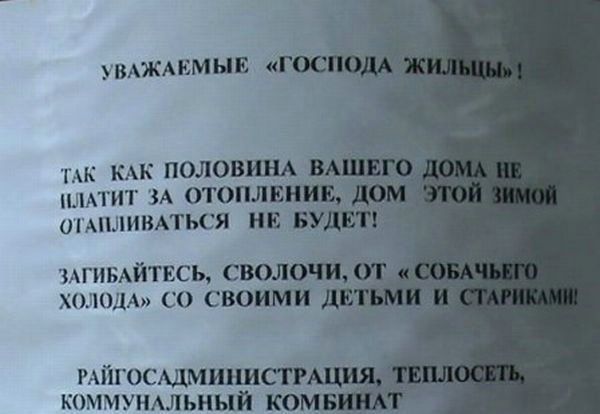 УВАЖАЕМЫЕ «ГОСПОДА ЖИЛЬЦЫ» !
ТАК КАК ПОЛОВИНА ВАШЕГО ДОМА НЕ
ПЛАТИТ ЗА ОТОПЛЕНИЕ, ДОМ ЭТОЙ ЗИМОЙ
ОТАПЛИВАТЬСЯ НЕ БУДЕТ!
ЗАГИБАЙТЕСЬ, СВОЛОЧИ, ОТ « СОБАЧЬЕГО
ХОЛОДА» СО СВОИМИ ДЕТЬМИ И СТАРИКАМИ!
РАЙГОСАДМИНИСТРАЦИЯ, ТЕПЛОСЕТЬ,
КОММУНАЛЬНЫЙ КОМБИНАТ